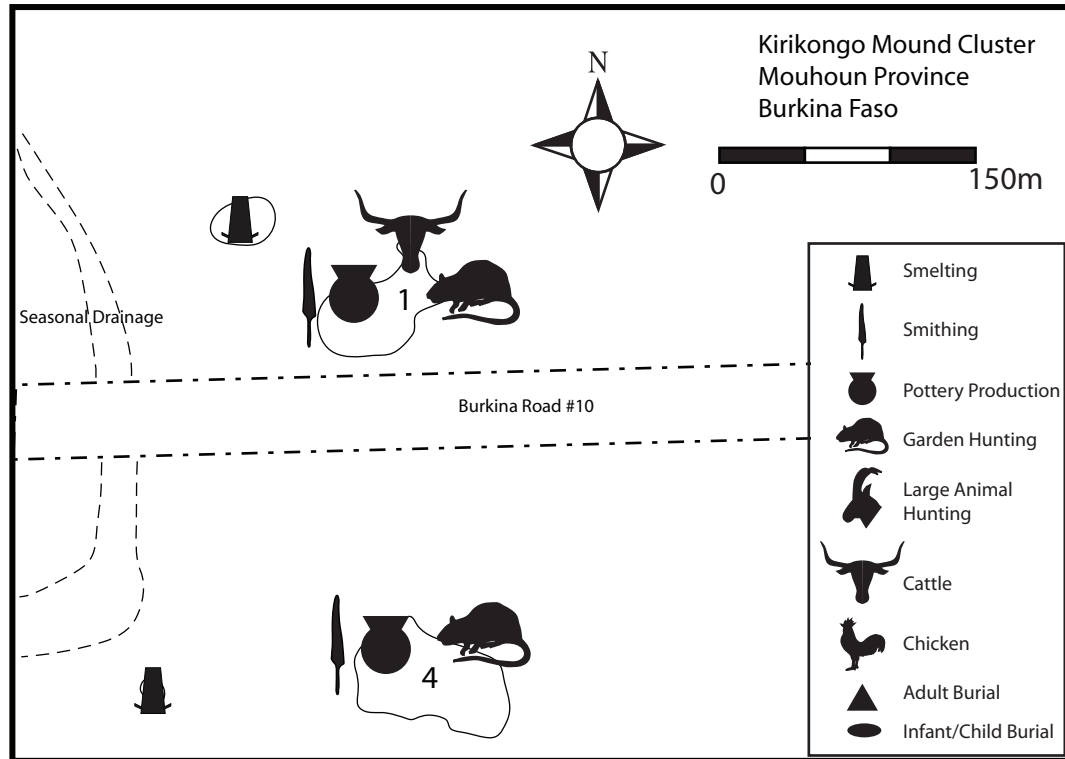 Kirikongo Mound Cluster
Mouhoun Province
Burkina Faso
N
0
150m
Smelting
Smithing
Pottery Production
Garden Hunting
Large Animal
Hunting
Cattle
Chicken
Adult Burial
Infant/Child Burial
1
Seasonal Drainage
Burkina Road #10
4